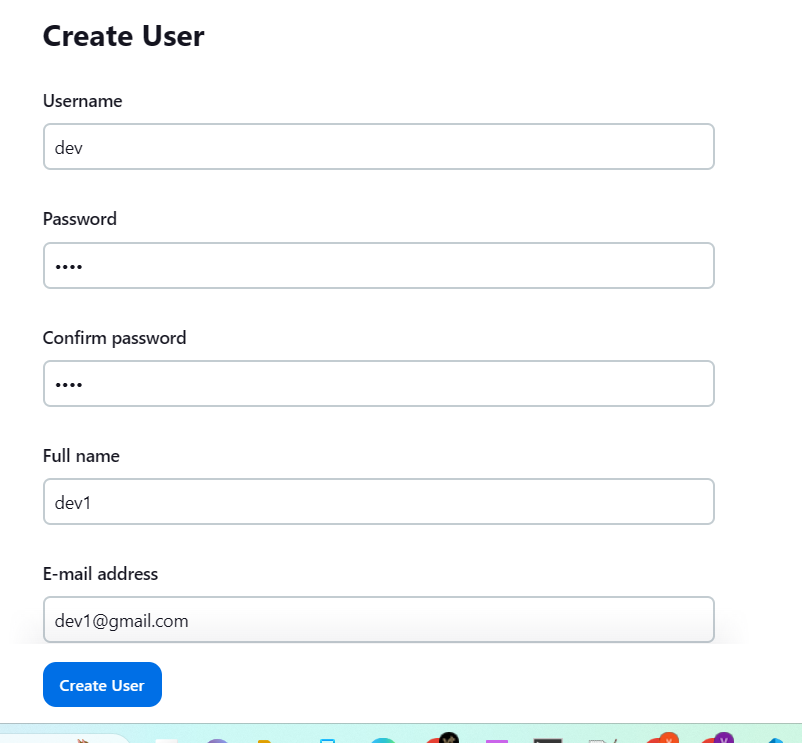 Create User
Username
dev
Password
••••
Confirm password
••••
Full name
dev1
E-mail address
dev1@gmail.com
Create User